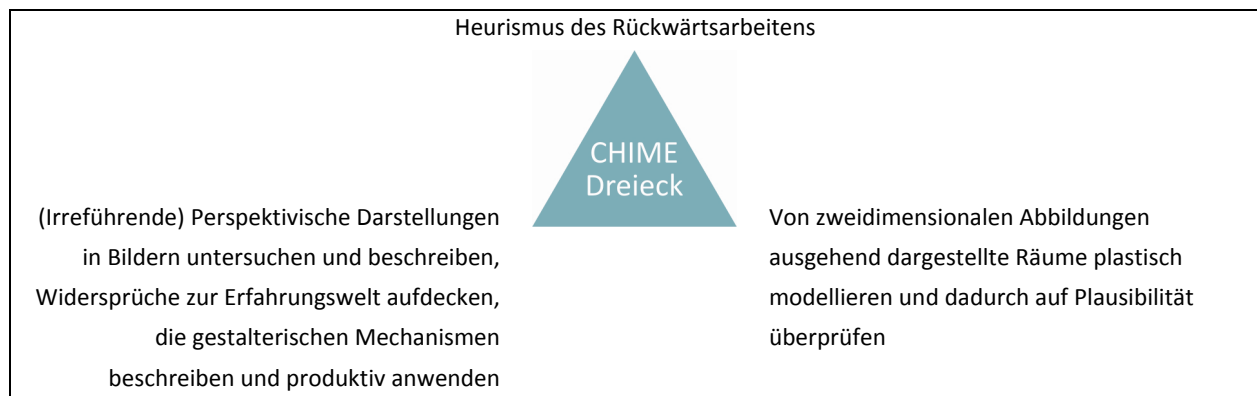 Heurismus des Rückwärtsarbeitens
CHIME
Dreieck
(Irreführende) Perspektivische Darstellungen
in Bildern untersuchen und beschreiben,
Widersprüche zur Erfahrungswelt aufdecken,
die gestalterischen Mechanismen
beschreiben und produktiv anwenden
Von zweidimensionalen Abbildungen
ausgehend dargestellte Räume plastisch
modellieren und dadurch auf Plausibilität
überprüfen